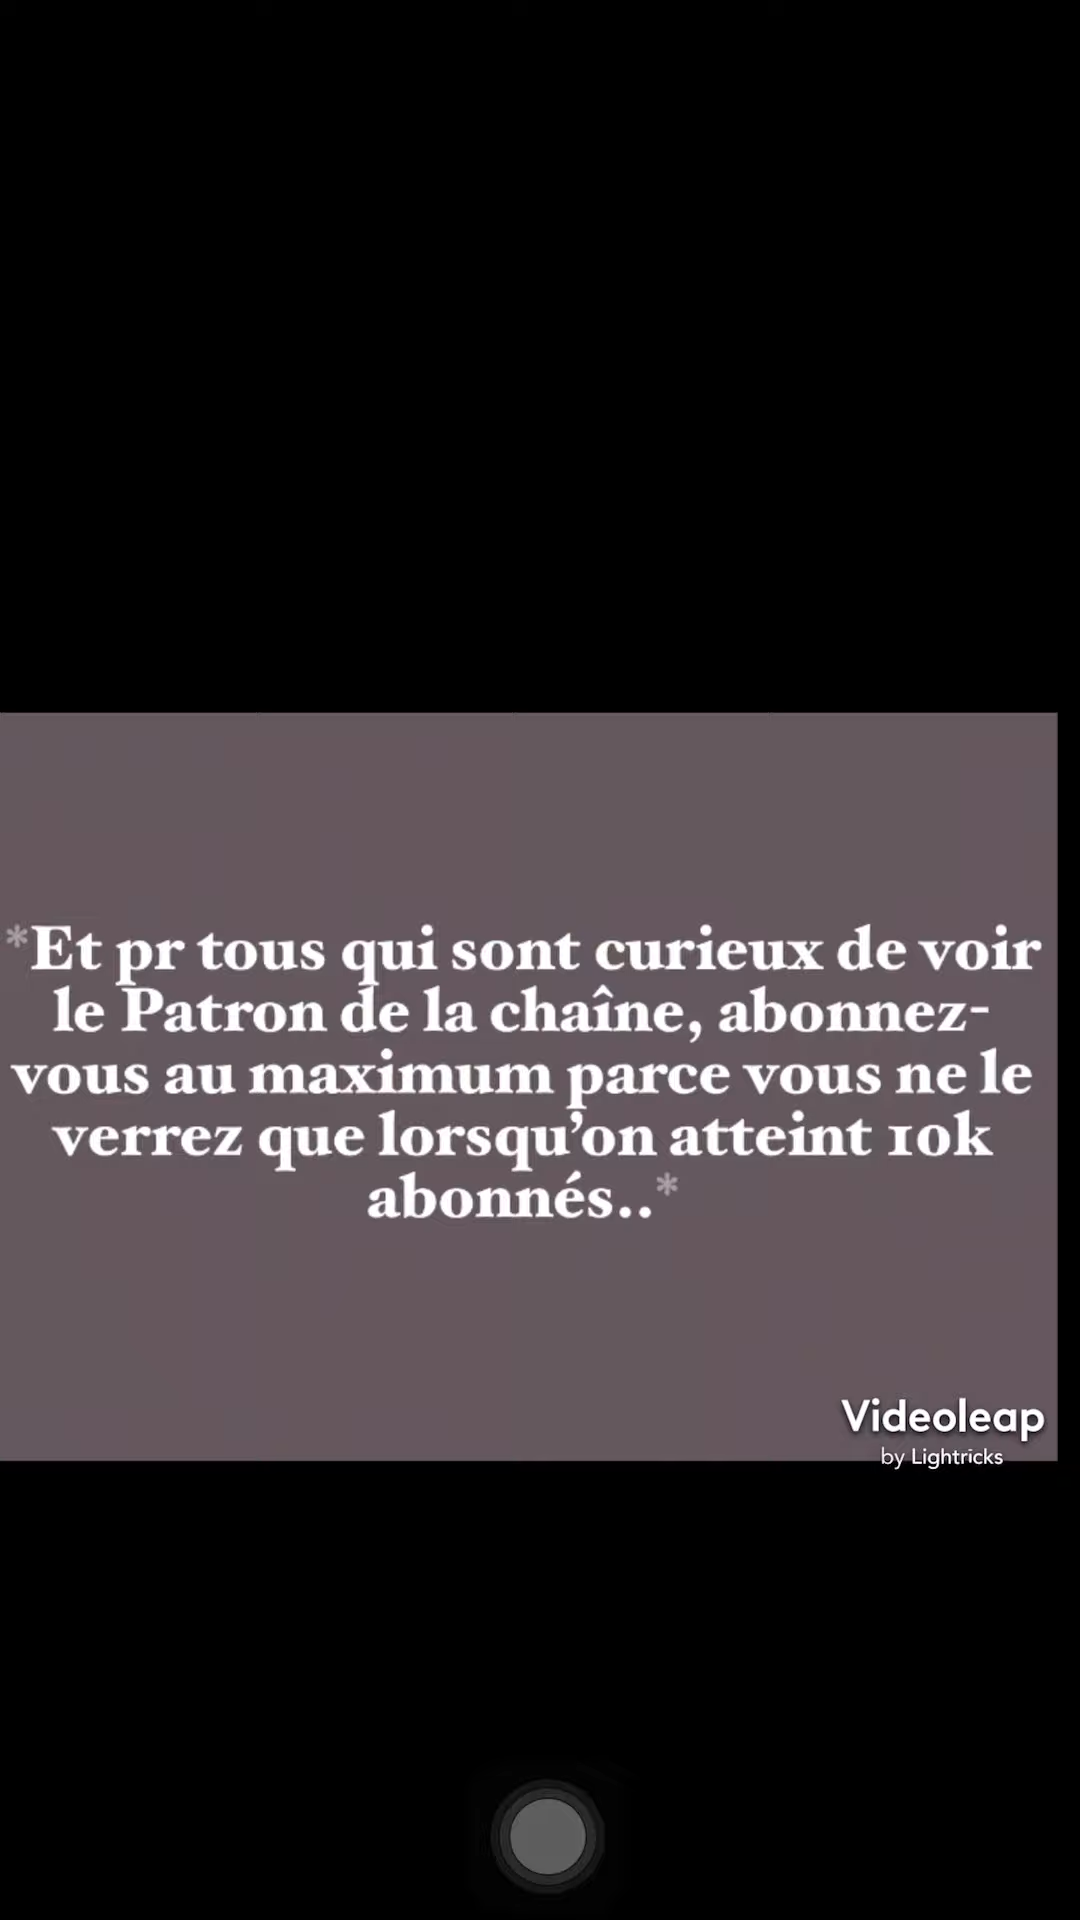 *Et pr tous qui sont curieux de voir
le Patron de la chaîne, abonnez-
vous au maximum parce vous ne le
verrez que lorsqu’on atteint 10k
abonnés..*
Videoleap
by Lightricks